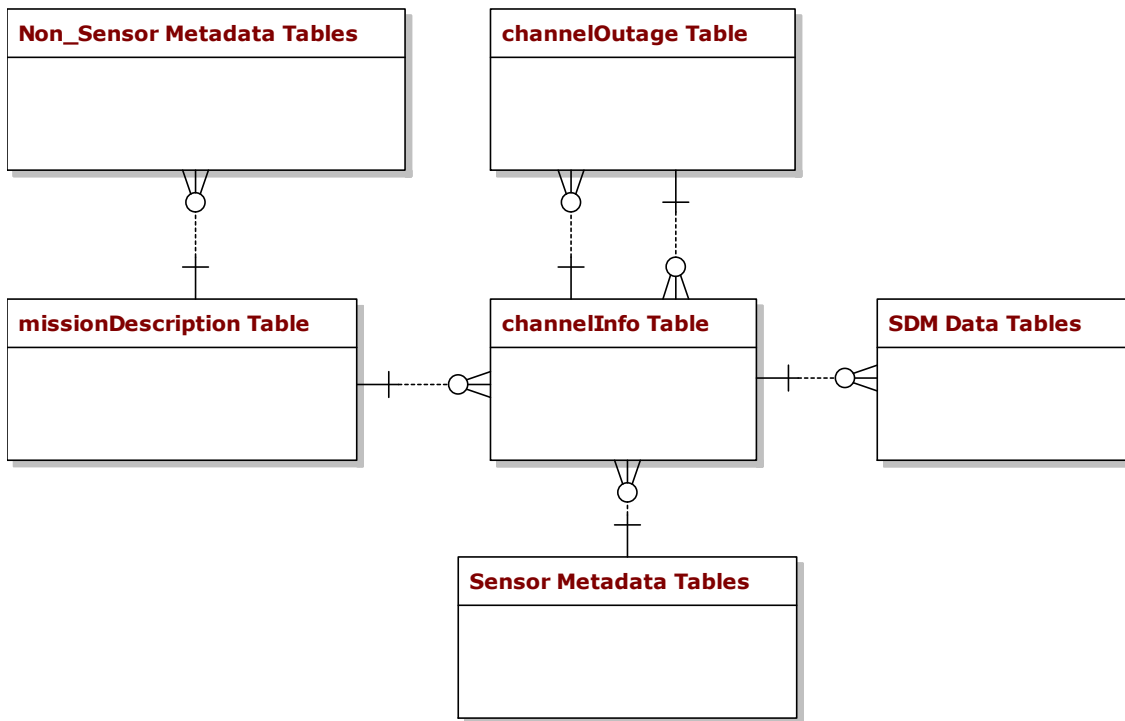 Non_Sensor Metadata Tables
channelOutage Table
missionDescription Table
channelInfo Table
SDM Data Tables
Sensor Metadata Tables